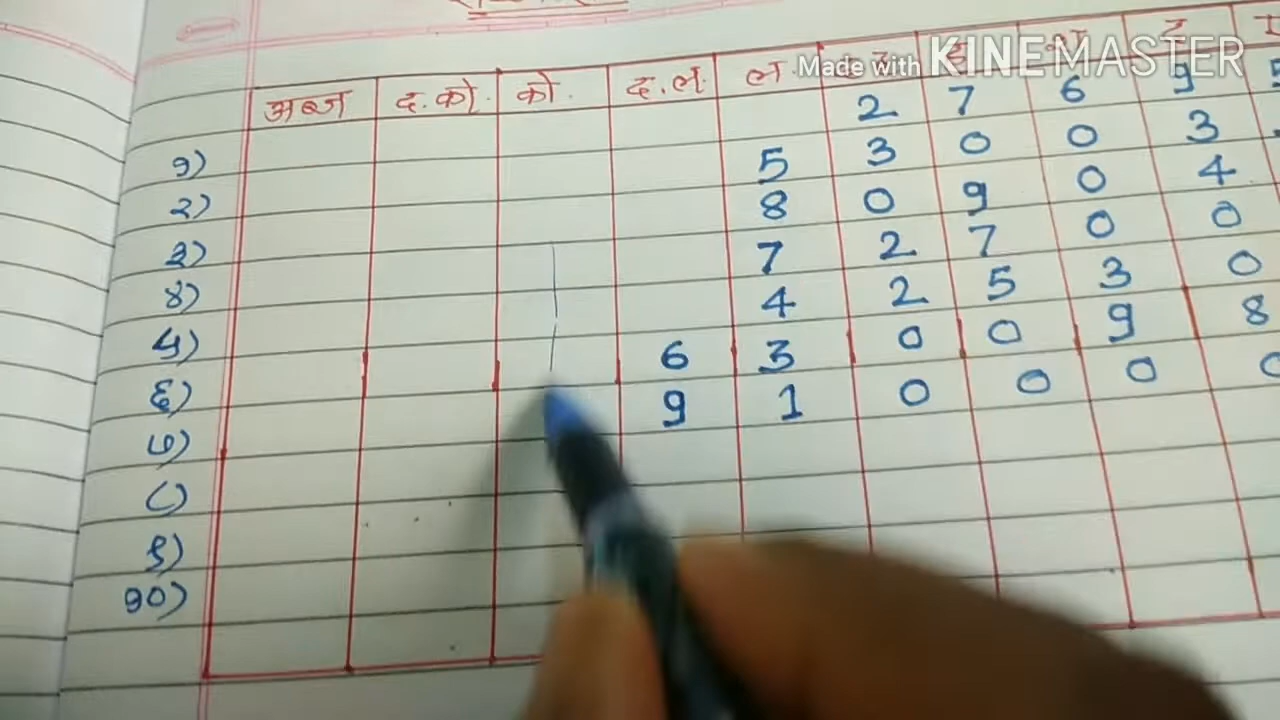 Made with KINEMASTER
अब्ज द.को. को. द.ल. ल.
१) 2 7 6 9 5
२) 5 3 0 0 3
३) 8 0 9 0 4
४) 7 2 7 0 0
५) 4 2 5 3 0
६) 6 3 0 0 9 8
७) 9 1 0 0 0 0
८)
९)
१०)